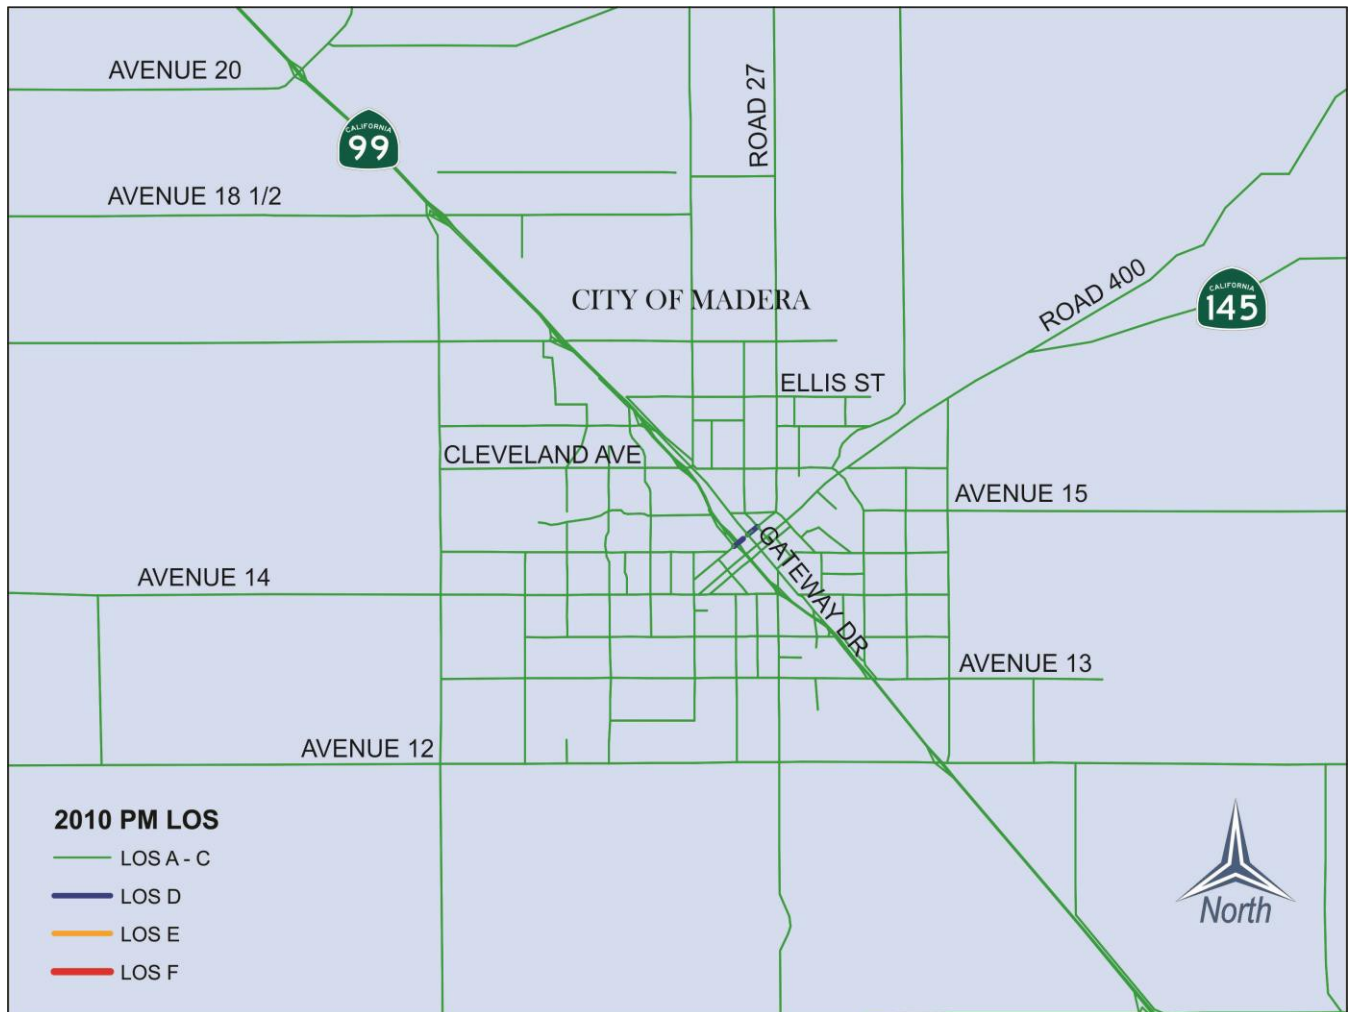 AVENUE 20
ROAD 27
CALIFORNIA
99
AVENUE 18 1/2
CITY OF MADERA
ROAD 400
CALIFORNIA
145
ELLIS ST
CLEVELAND AVE
AVENUE 15
GATEWAY DR
AVENUE 14
AVENUE 13
AVENUE 12
2010 PM LOS
LOS A - C
LOS D
LOS E
LOS F
North